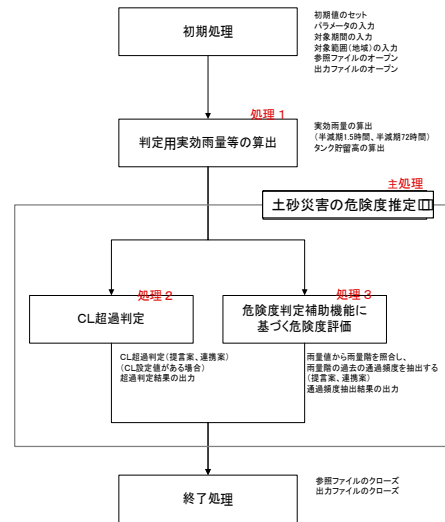 初期処理
初期値のセット
パラメータの入力
対象期間の入力
対象範囲(地域)の入力
参照ファイルのオープン
出力ファイルのオープン
処理1
判定用実効雨量等の算出
実効雨量の算出
(半減期1.5時間、半減期72時間)
タンク貯留高の算出
主処理
土砂災害の危険度推定
処理2
CL超過判定
CL超過判定(提言案、連携案)
(CL設定値がある場合)
超過判定結果の出力
処理3
危険度判定補助機能に
基づく危険度評価
雨量値から雨量階を照合し、
雨量階の過去の通過頻度を抽出する
(提言案、連携案)
通過頻度抽出結果の出力
終了処理
参照ファイルのクローズ
出力ファイルのクローズ